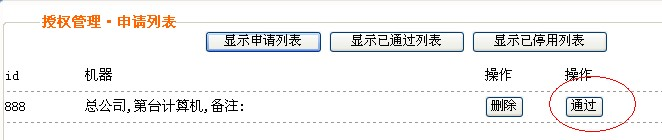 授权管理·申请列表
显示申请列表 显示已通过列表 显示已停用列表
id 机器 操作 操作
888 总公司,第台计算机,备注: 删除 通过